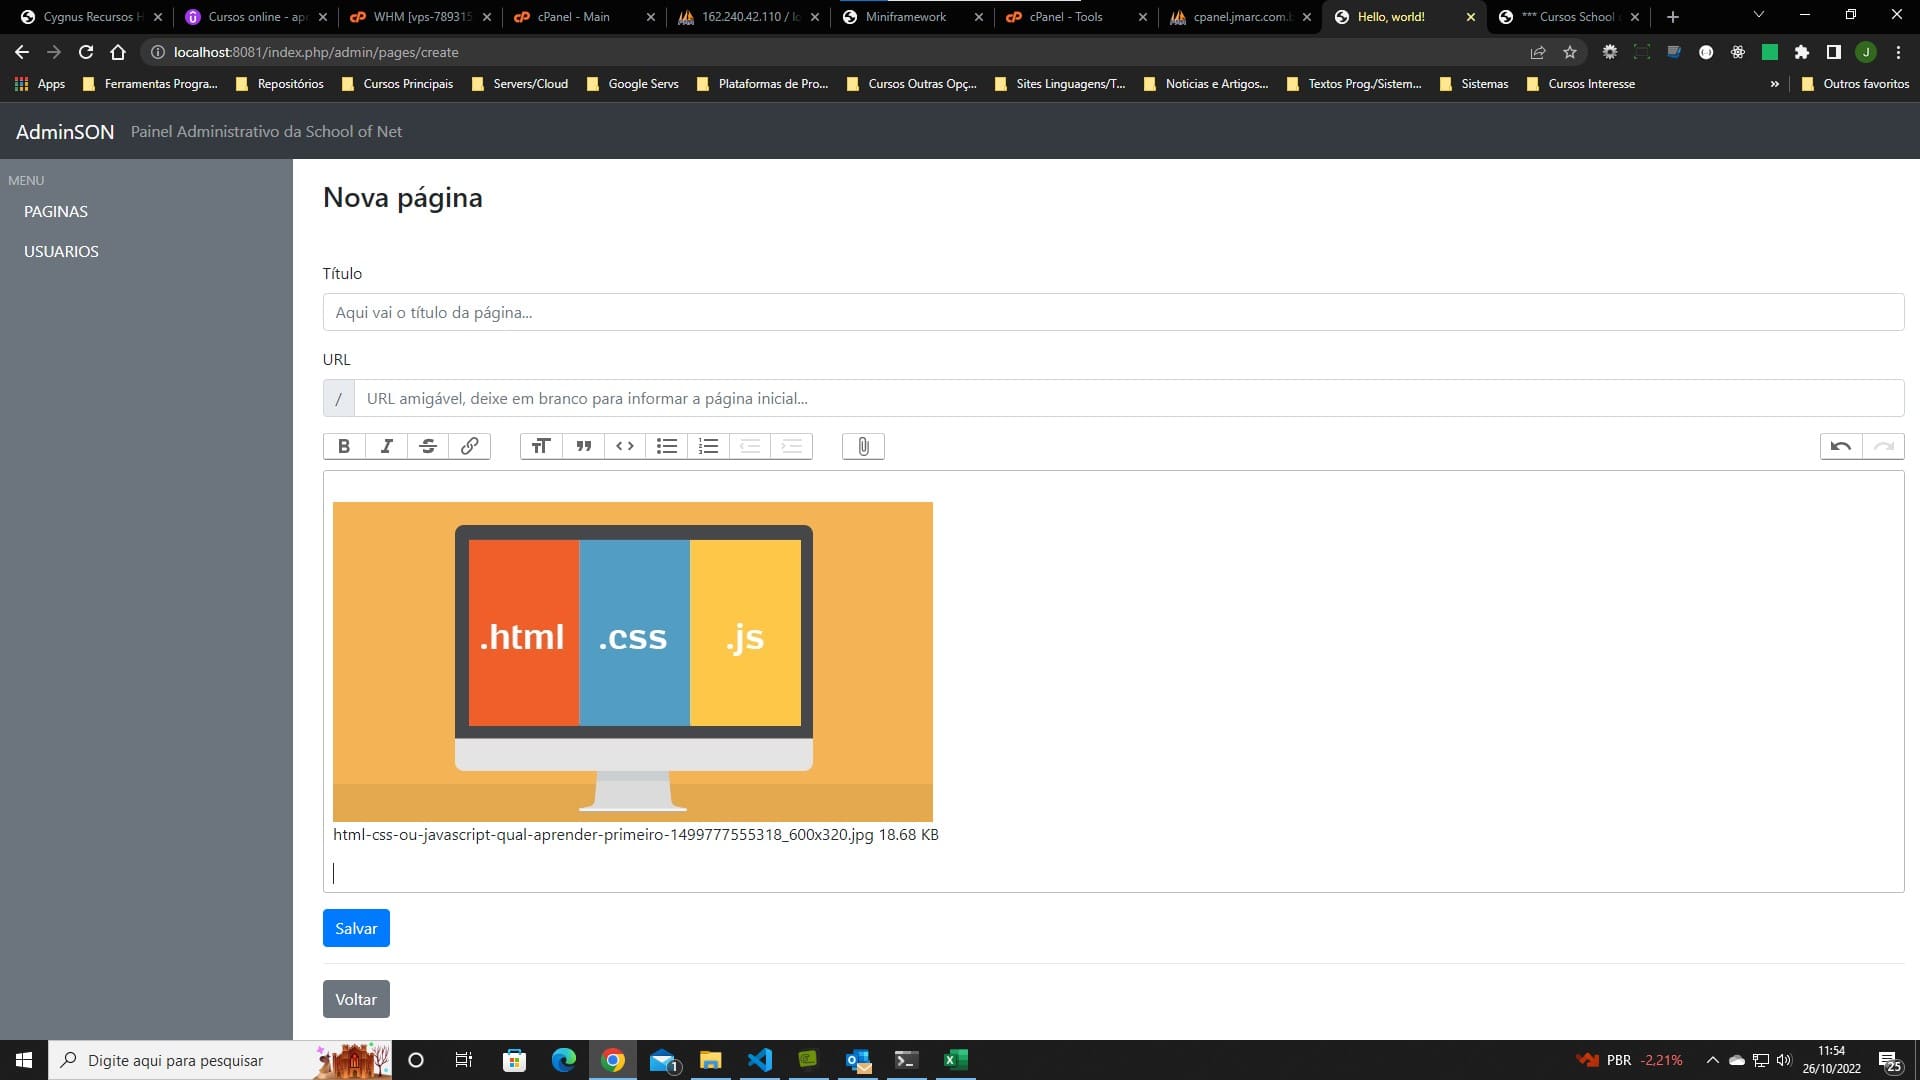 Cygnus Recursos H
Cursos online - ap
WHM [vps-789315
cPanel - Main
162.240.42.110 / lo
Miniframework
cPanel - Tools
cpanel.jmarc.com.b
Hello, world!
*** Cursos School
localhost:8081/index.php/admin/pages/create
J
Apps
Ferramentas Progra...
Repositórios
Cursos Principais
Servers/Cloud
Google Servs
Plataformas de Pro...
Cursos Outras Opç...
Sites Linguagens/T...
Noticias e Artigos...
Textos Prog./Sistem...
Sistemas
Cursos Interesse
»
Outros favoritos
AdminSON Painel Administrativo da School of Net
MENU
PAGINAS
USUARIOS
Nova página
Título
Aqui vai o título da página...
URL
/ URL amigável, deixe em branco para informar a página inicial...
.html .css .js
html-css-ou-javascript-qual-aprender-primeiro-1499777555318_600x320.jpg 18.68 KB
Salvar
Voltar
Digite aqui para pesquisar
1
PBR -2,21%
11:54
26/10/2022
25